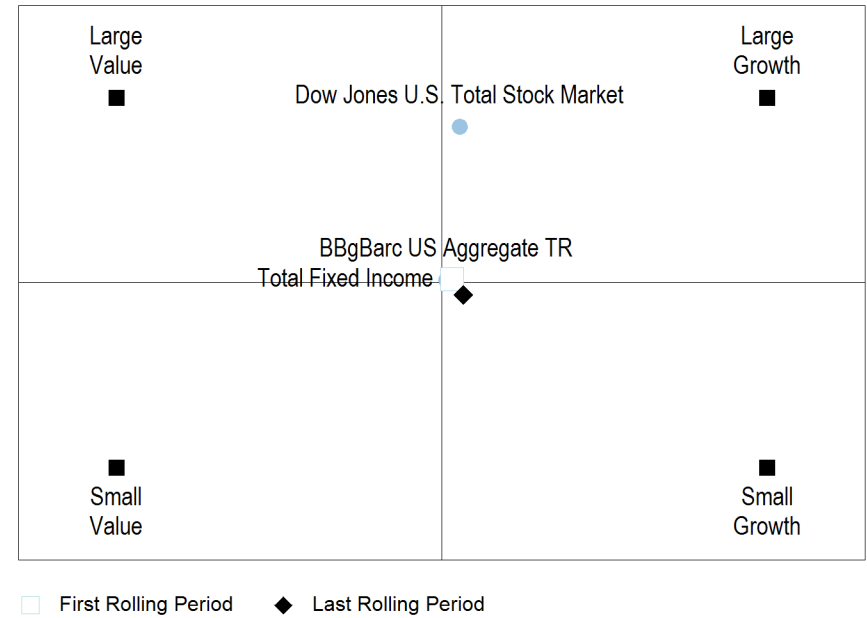 Large
Value
Large
Growth
Dow Jones U.S. Total Stock Market
BBgBarc US Aggregate TR
Total Fixed Income
Small
Value
Small
Growth
First Rolling Period
Last Rolling Period